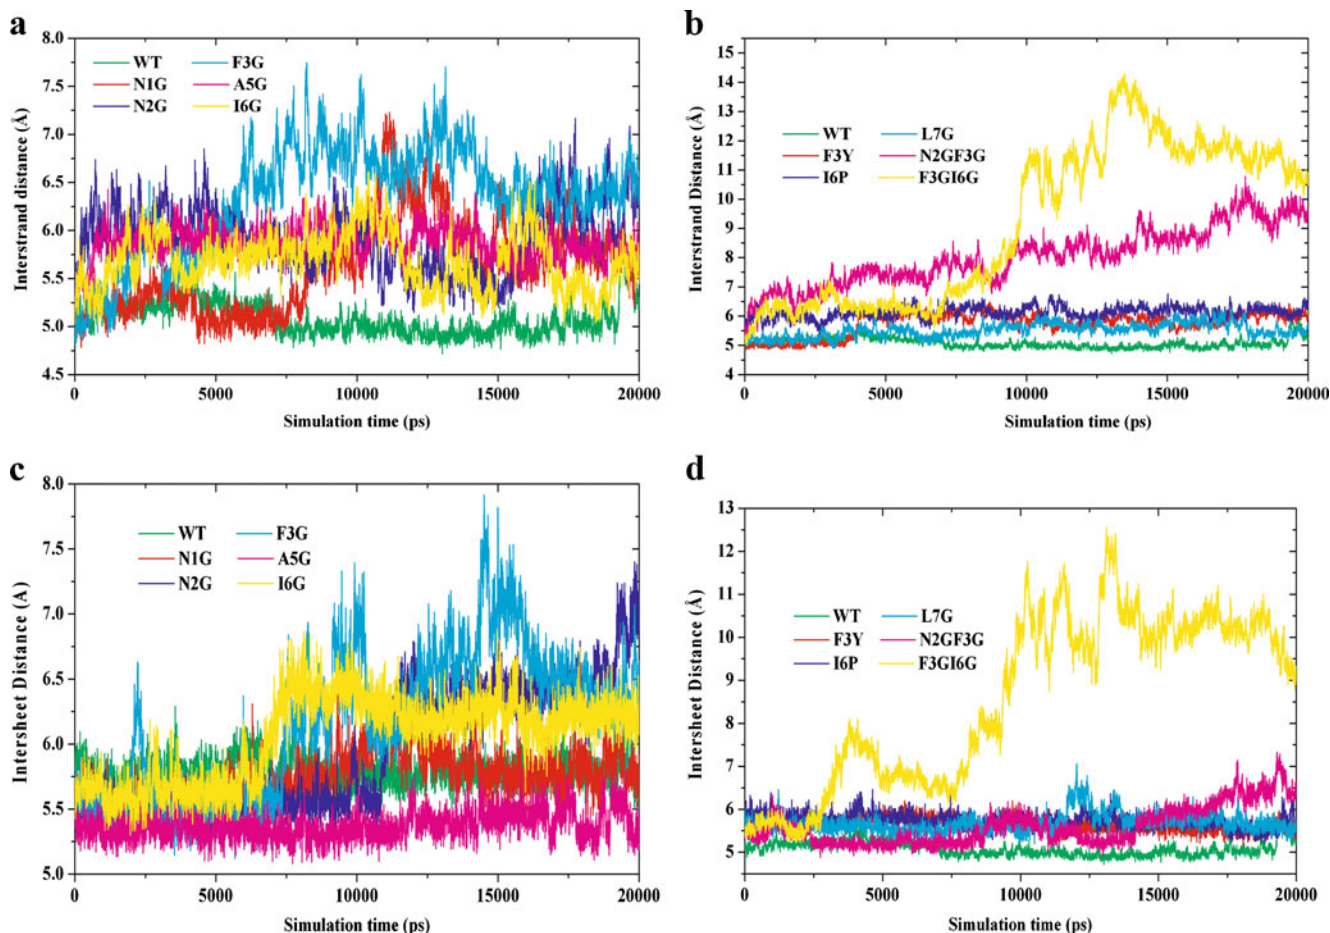 a
8.0
7.5
7.0
6.5
6.0
5.5
5.0
4.5
Interstrand distance (Å)
WT F3G
N1G A5G
N2G I6G
0 5000 10000 15000 20000
Simulation time (ps)
b
15
14
13
12
11
10
9
8
7
6
5
4
Interstrand Distance (Å)
WT L7G
F3Y N2GF3G
I6P F3GI6G
0 5000 10000 15000 20000
Simulation time (ps)
c
8.0
7.5
7.0
6.5
6.0
5.5
5.0
Intersheet Distance (A)
WT F3G
N1G A5G
N2G I6G
0 5000 10000 15000 20000
Simulation time (ps)
d
13
12
11
10
9
8
7
6
5
Intersheet Distance (Å)
WT L7G
F3Y N2GF3G
I6P F3GI6G
0 5000 10000 15000 20000
Simulation time (ps)